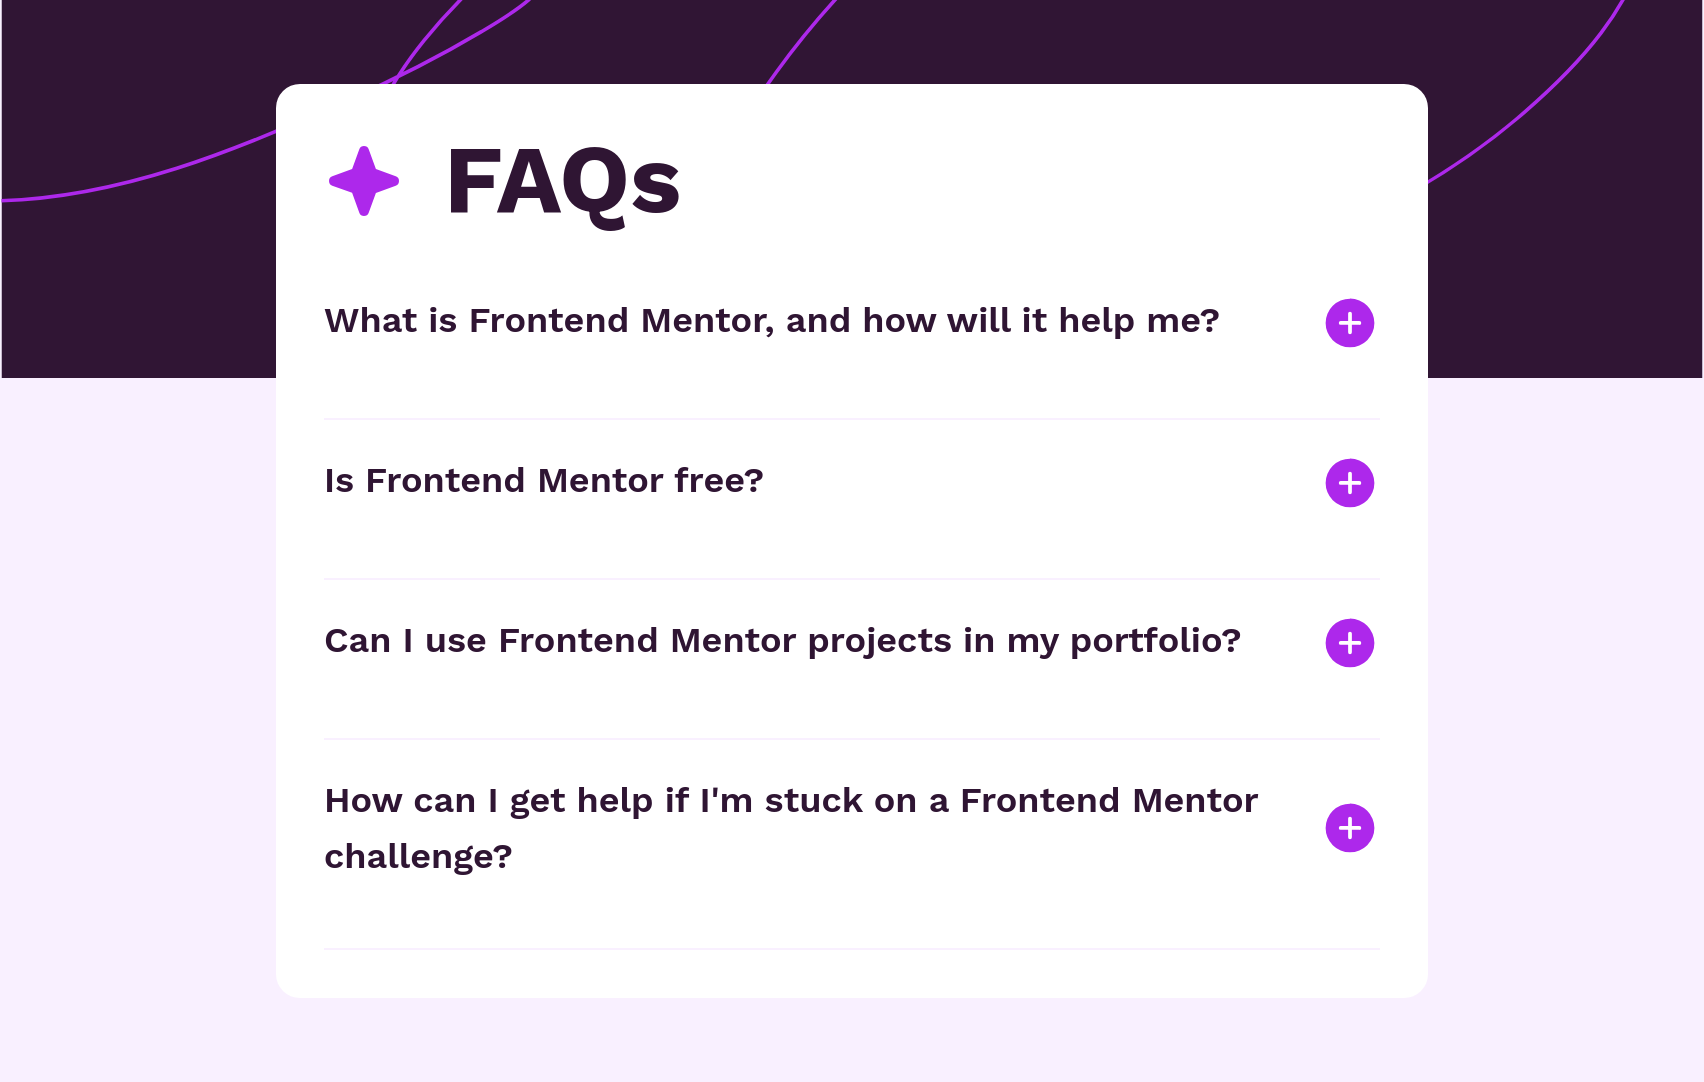 FAQs
What is Frontend Mentor, and how will it help me?
Is Frontend Mentor free?
Can I use Frontend Mentor projects in my portfolio?
How can I get help if I'm stuck on a Frontend Mentor
challenge?